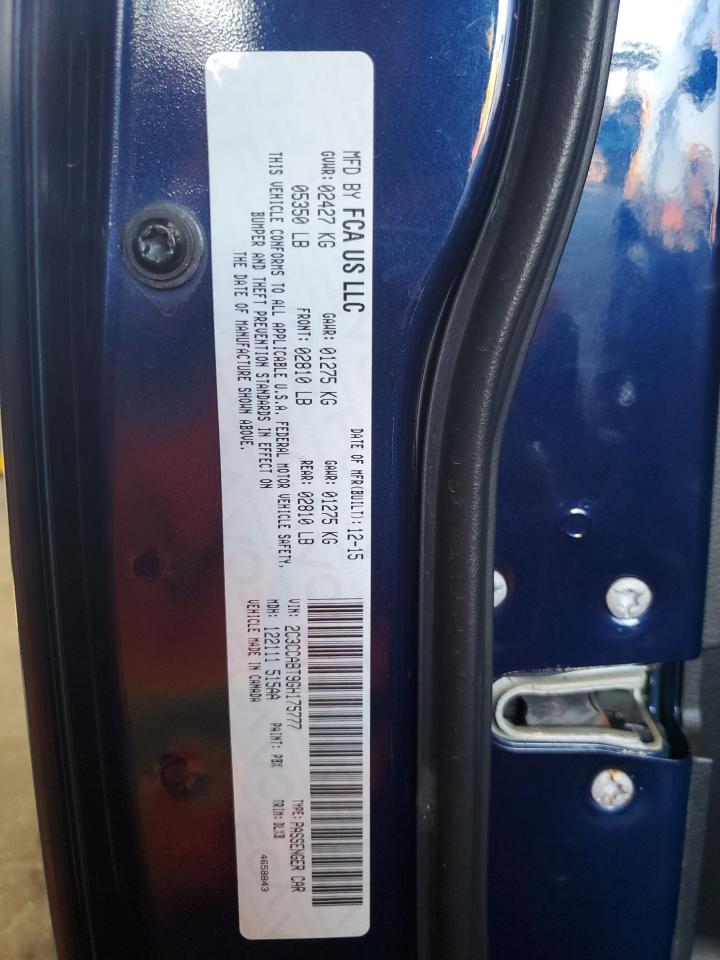 MFD BY FCA US LLC
DATE OF MFR(BUILT): 12-15
GVWR: 02427 KG GAWR: 01275 KG GAWR: 01275 KG
05350 LB FRONT: 02810 LB REAR: 02810 LB
THIS VEHICLE CONFORMS TO ALL APPLICABLE U.S.A. FEDERAL MOTOR VEHICLE SAFETY,
BUMPER AND THEFT PREVENTION STANDARDS IN EFFECT ON
THE DATE OF MANUFACTURE SHOWN ABOVE.
VIN: 2C3CCABT9GH175777 TYPE: PASSENGER CAR
MDH: 122111 515AA PAINT: PBX TRIM: DLX8
VEHICLE MADE IN CANADA
4658843